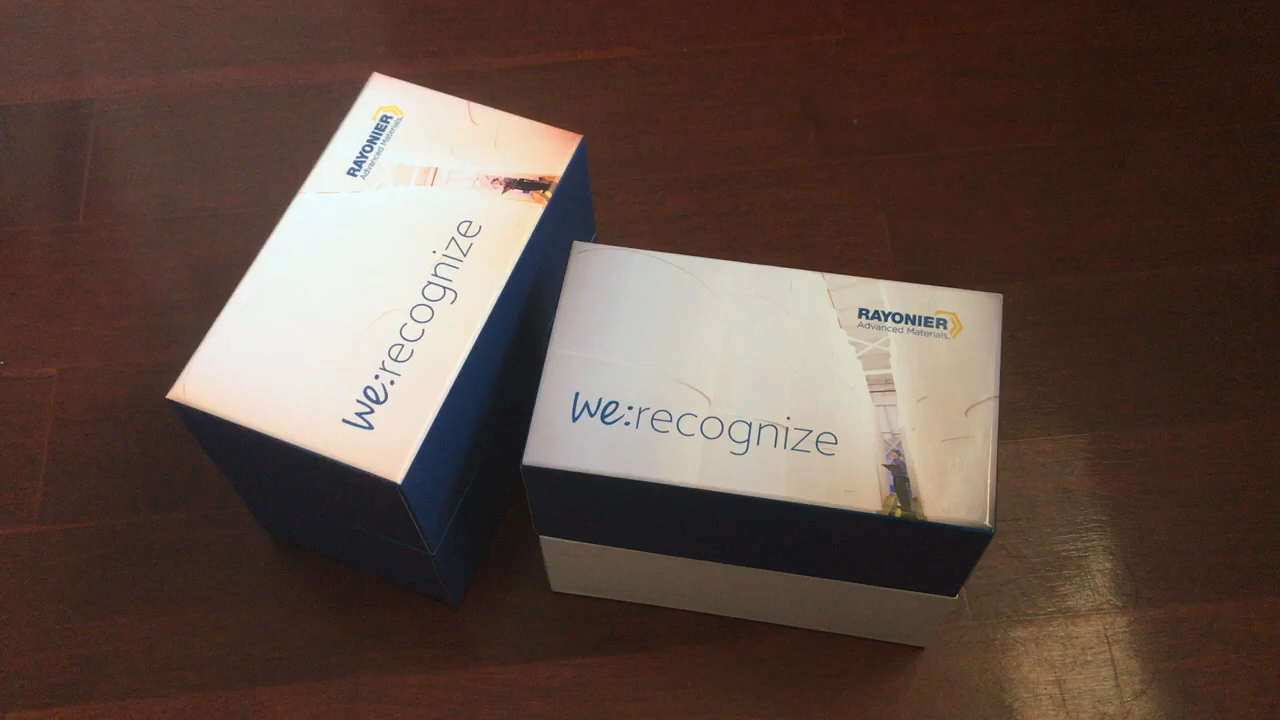 RAYONIER
Advanced Materials
we:recognize
RAYONIER
Advanced Materials
we:recognize